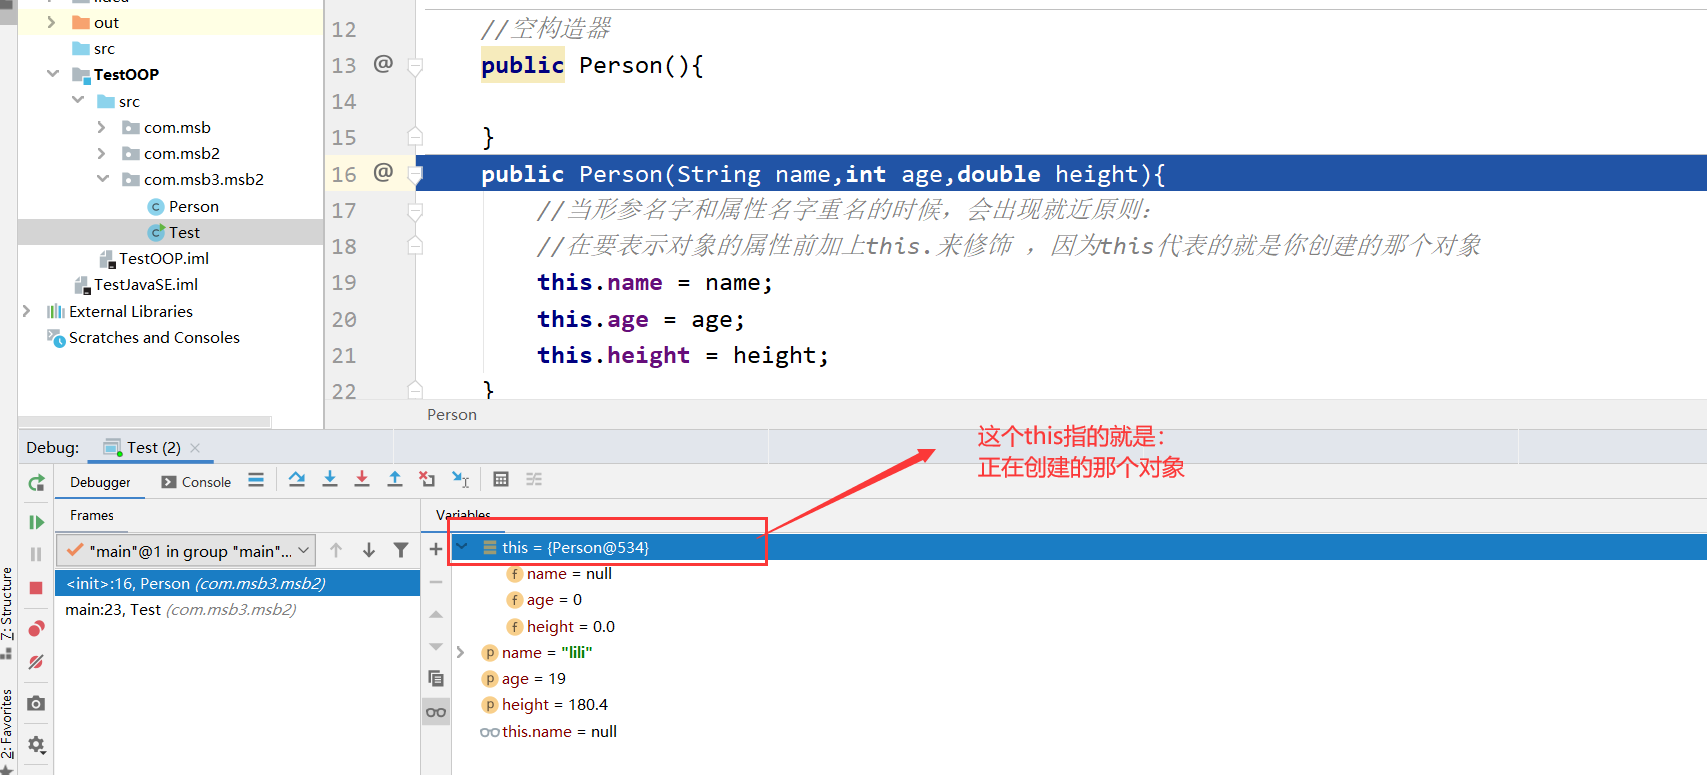 out
src
TestOOP
src
com.msb
com.msb2
com.msb3.msb2
Person
Test
TestOOP.iml
TestJavaSE.iml
External Libraries
Scratches and Consoles
12 //空构造器
13 @ public Person(){
14
15 }
16 @ public Person(String name,int age,double height){
17 //当形参名字和属性名字重名的时候，会出现就近原则：
18 //在要表示对象的属性前加上this.来修饰 ，因为this代表的就是你创建的那个对象
19 this.name = name;
20 this.age = age;
21 this.height = height;
22 }
Person
Debug: Test (2)
这个this指的就是：
正在创建的那个对象
Debugger Console
Frames
Variables
"main"@1 in group "main"...
<init>:16, Person (com.msb3.msb2)
main:23, Test (com.msb3.msb2)
this = {Person@534}
name = null
age = 0
height = 0.0
name = "lili"
age = 19
height = 180.4
this.name = null
7: Structure
2: Favorites